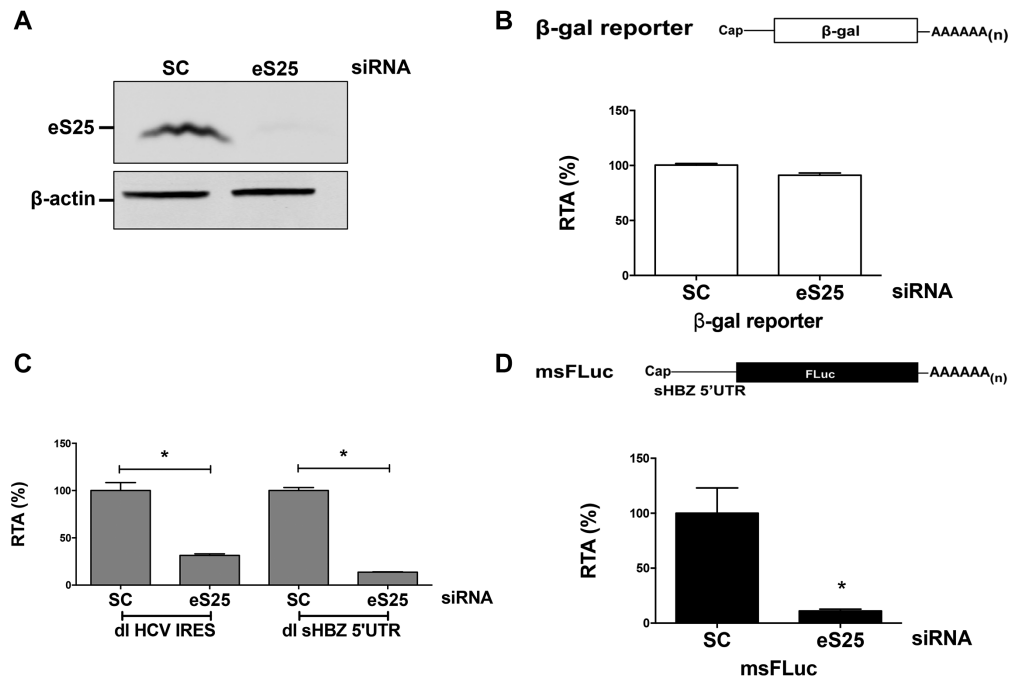 A
SC eS25 siRNA
eS25
β-actin
B
β-gal reporter
Cap β-gal AAAAAA(n)
150
100
50
0
RTA (%)
SC eS25 siRNA
β-gal reporter
C
150
100
50
0
RTA (%)
* *
SC eS25 SC eS25 siRNA
dl HCV IRES dl sHBZ 5'UTR
D
msFLuc
Cap FLuc AAAAAA(n)
sHBZ 5'UTR
150
100
50
0
RTA (%)
*
SC eS25 siRNA
msFLuc